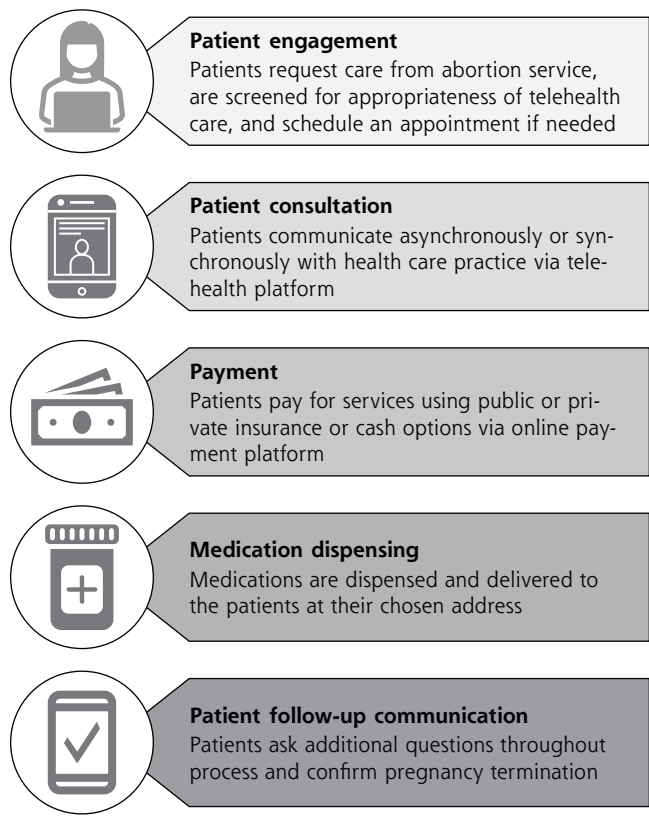 Patient engagement
Patients request care from abortion service,
are screened for appropriateness of telehealth
care, and schedule an appointment if needed
Patient consultation
Patients communicate asynchronously or syn-
chronously with health care practice via tele-
health platform
Payment
Patients pay for services using public or pri-
vate insurance or cash options via online pay-
ment platform
Medication dispensing
Medications are dispensed and delivered to
the patients at their chosen address
Patient follow-up communication
Patients ask additional questions throughout
process and confirm pregnancy termination